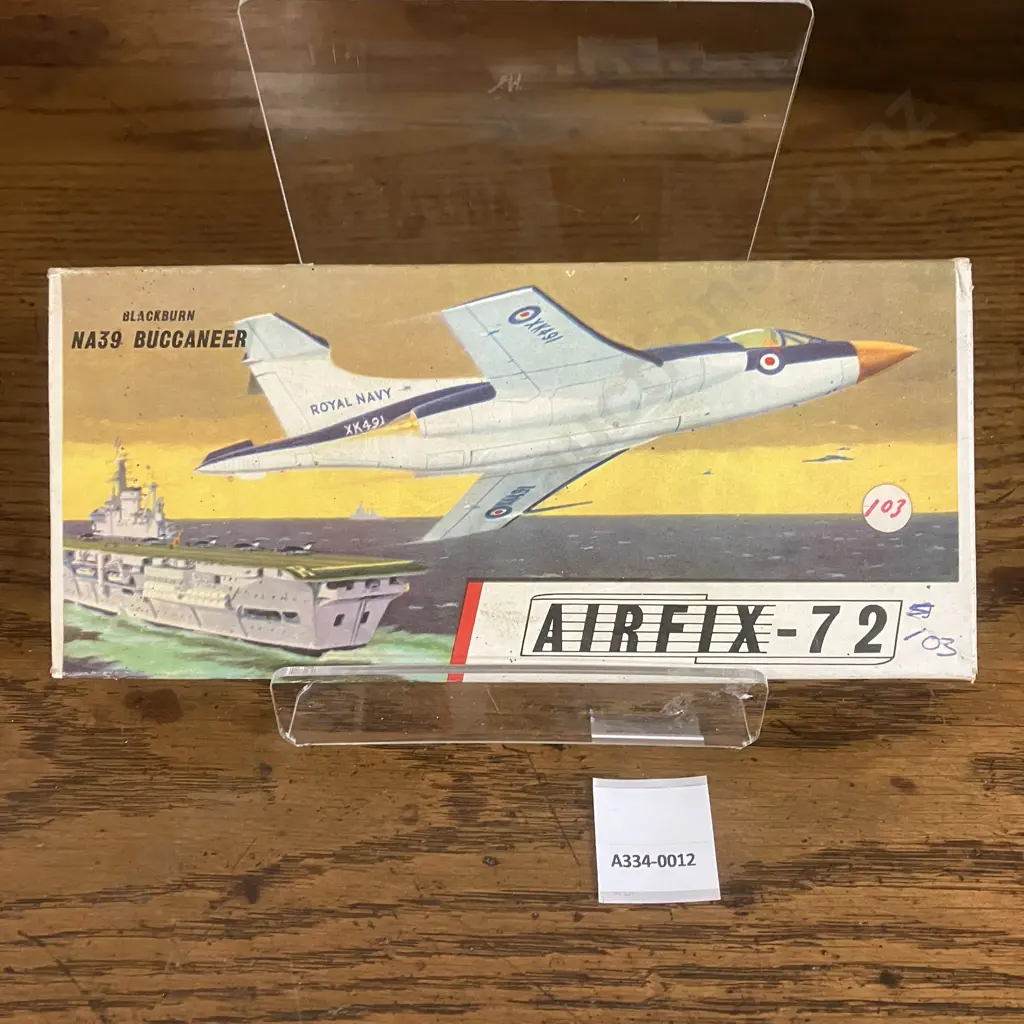 BLACKBURN
NA39 BUCCANEER
XK491
ROYAL NAVY
XK491
103
AIRFIX-72
103
A334-0012